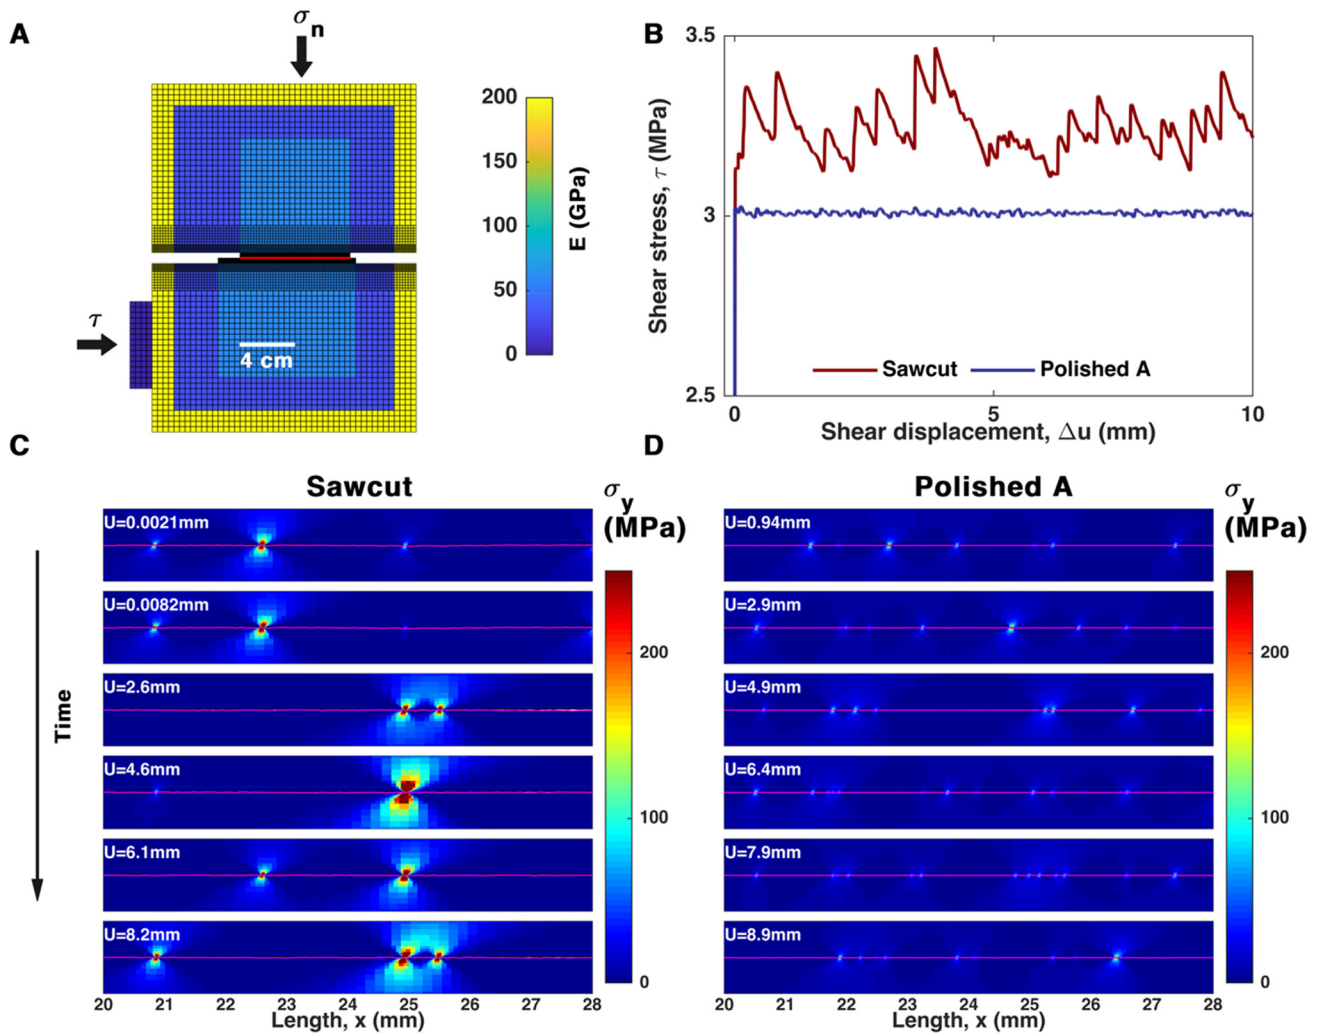 A
σn
τ
4 cm
200
150
100
50
0
E (GPa)
B
3.5
3
2.5
Shear stress, τ (MPa)
Sawcut
Polished A
0
5
10
Shear displacement, Δu (mm)
C
Sawcut
σy
(MPa)
U=0.0021mm
U=0.0082mm
U=2.6mm
U=4.6mm
U=6.1mm
U=8.2mm
Time
200
100
0
20 21 22 23 24 25 26 27 28
Length, x (mm)
D
Polished A
σy
(MPa)
U=0.94mm
U=2.9mm
U=4.9mm
U=6.4mm
U=7.9mm
U=8.9mm
200
100
0
20 21 22 23 24 25 26 27 28
Length, x (mm)